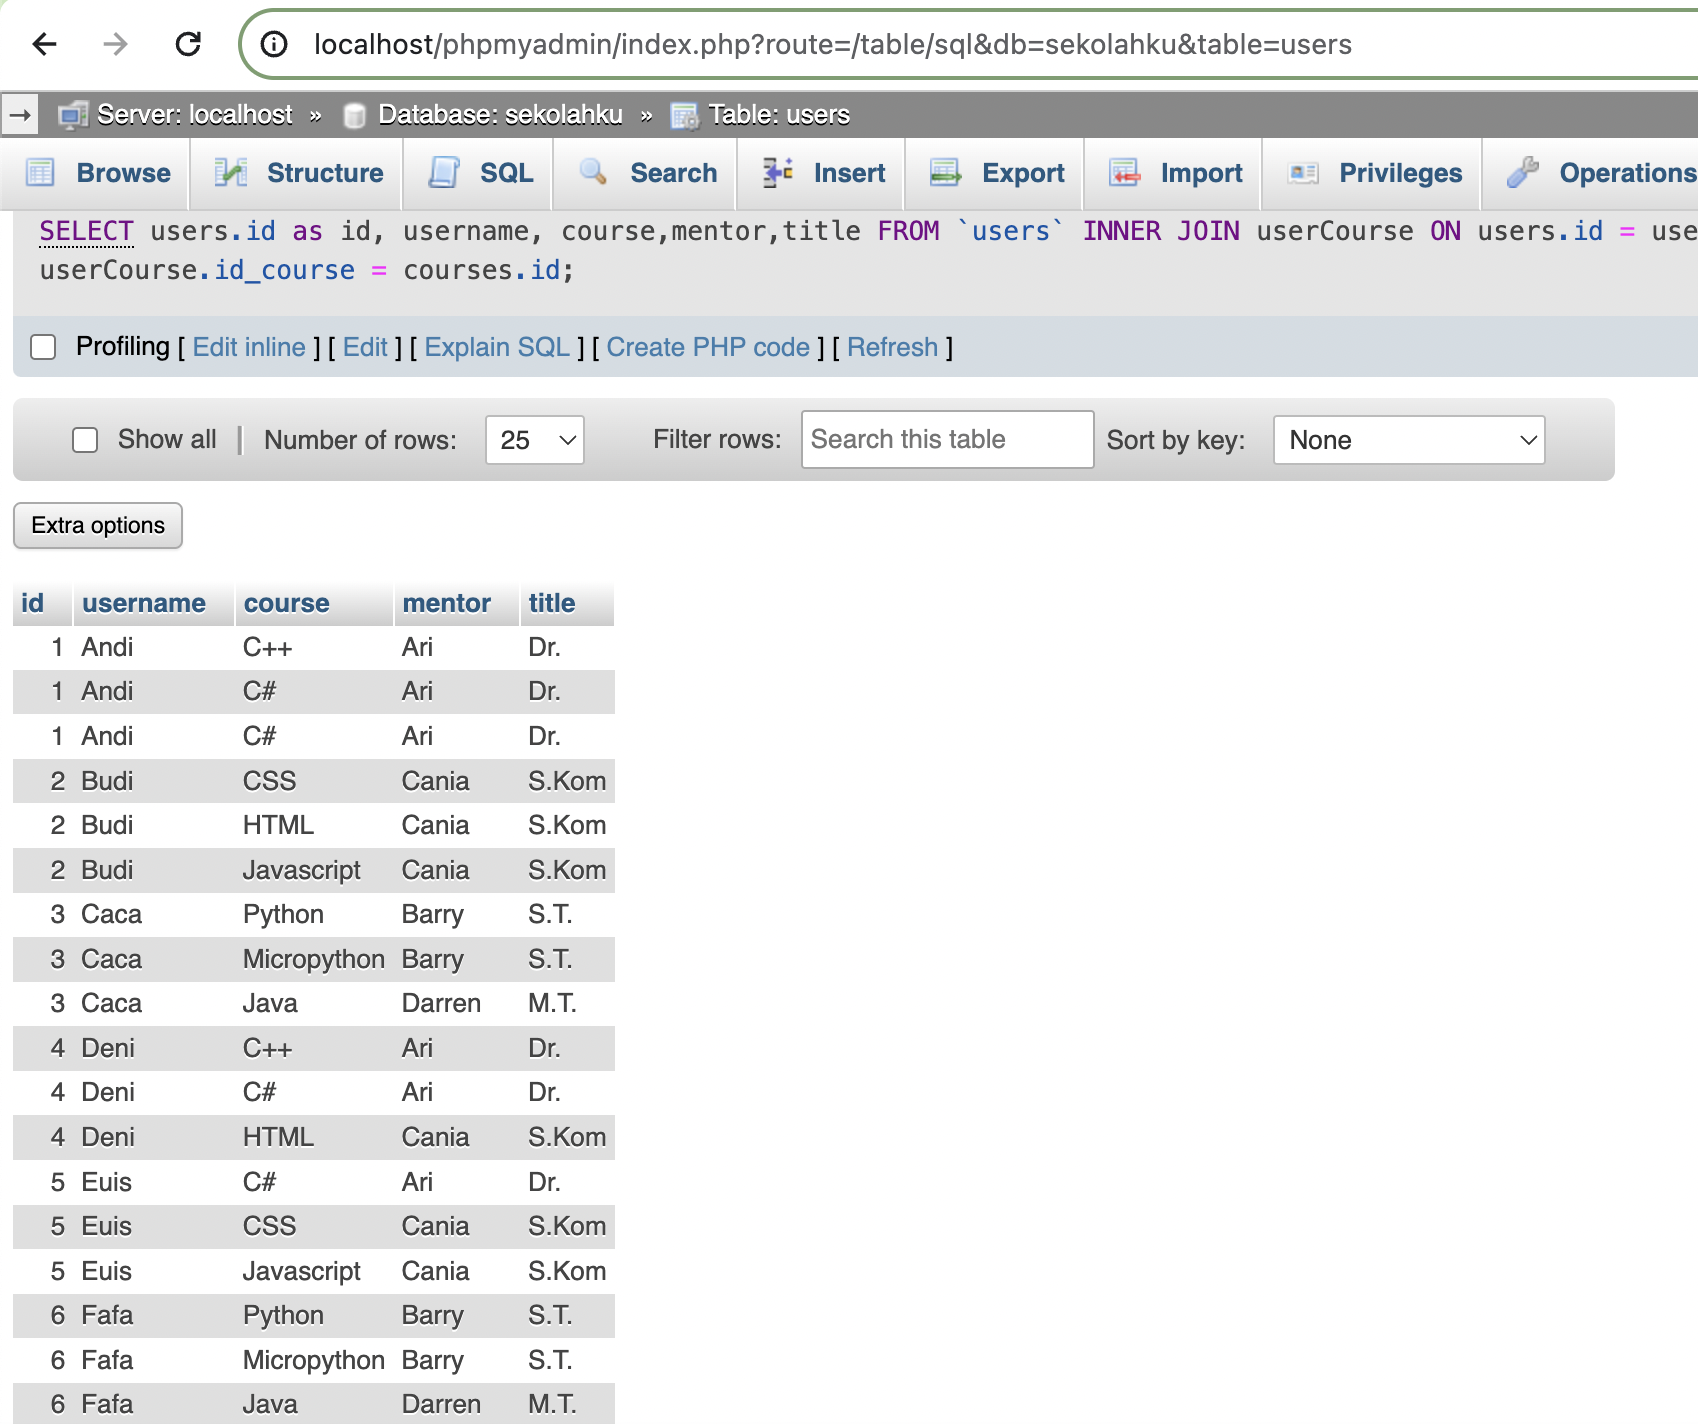 localhost/phpmyadmin/index.php?route=/table/sql&db=sekolahku&table=users
→ Server: localhost » Database: sekolahku » Table: users
Browse Structure SQL Search Insert Export Import Privileges Operations
SELECT users.id as id, username, course,mentor,title FROM `users` INNER JOIN userCourse ON users.id = use
userCourse.id_course = courses.id;
Profiling [ Edit inline ] [ Edit ] [ Explain SQL ] [ Create PHP code ] [ Refresh ]
Show all | Number of rows: 25 Filter rows: Search this table Sort by key: None
Extra options
id username course mentor title
1 Andi C++ Ari Dr.
1 Andi C# Ari Dr.
1 Andi C# Ari Dr.
2 Budi CSS Cania S.Kom
2 Budi HTML Cania S.Kom
2 Budi Javascript Cania S.Kom
3 Caca Python Barry S.T.
3 Caca Micropython Barry S.T.
3 Caca Java Darren M.T.
4 Deni C++ Ari Dr.
4 Deni C# Ari Dr.
4 Deni HTML Cania S.Kom
5 Euis C# Ari Dr.
5 Euis CSS Cania S.Kom
5 Euis Javascript Cania S.Kom
6 Fafa Python Barry S.T.
6 Fafa Micropython Barry S.T.
6 Fafa Java Darren M.T.